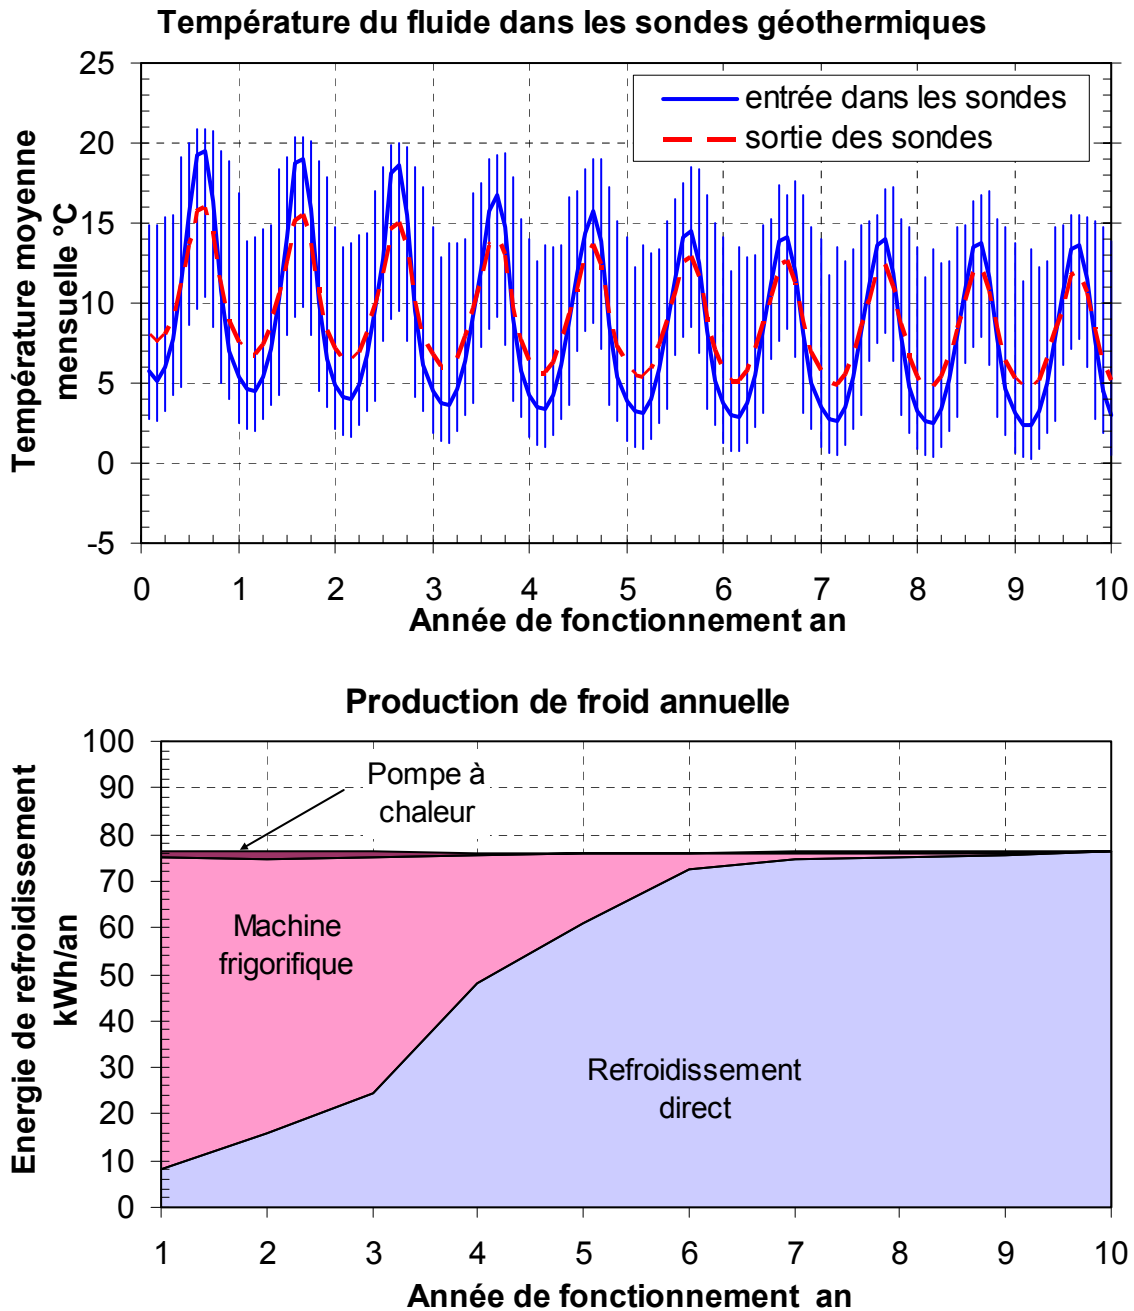 Température du fluide dans les sondes géothermiques
Température moyenne
mensuelle °C
25
20
15
10
5
0
-5
entrée dans les sondes
sortie des sondes
0 1 2 3 4 5 6 7 8 9 10
Année de fonctionnement an
Production de froid annuelle
Energie de refroidissement
kWh/an
100
90
80
70
60
50
40
30
20
10
0
Pompe à
chaleur
Machine
frigorifique
Refroidissement
direct
1 2 3 4 5 6 7 8 9 10
Année de fonctionnement an